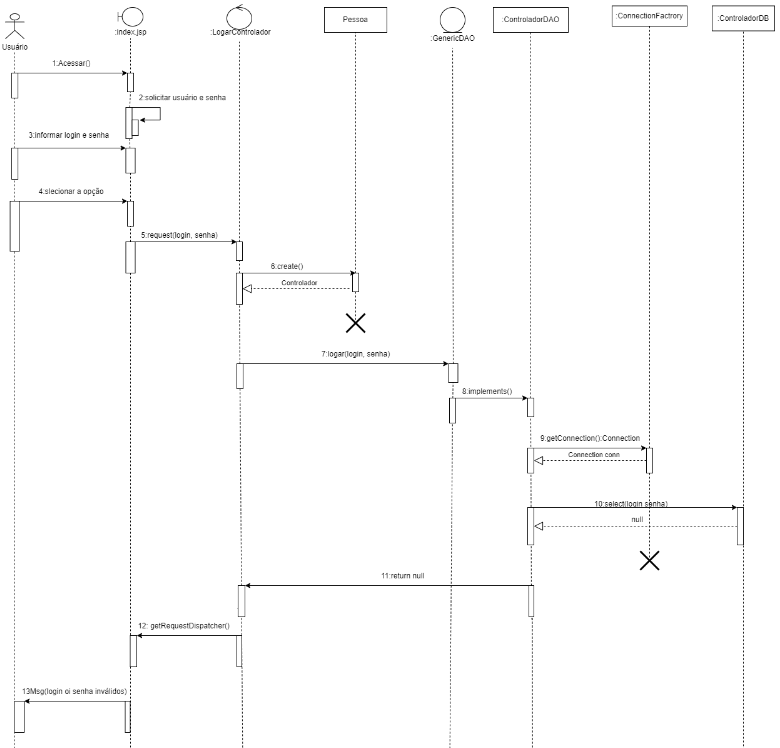 Usuário
:Index.jsp
:LogarControlador
Pessoa
:GenericDAO
:ControladorDAO
:ConnectionFactrory
:ControladorDB
1:Acessar()
2:solicitar usuário e senha
3:informar login e senha
4:slecionar a opção
5:request(login, senha)
6:create()
Controlador
7:logar(login, senha)
8:implements()
9:getConnection():Connection
Connection conn
10:select(login senha)
null
11:return null
12: getRequestDispatcher()
13Msg(login oi senha inválidos)